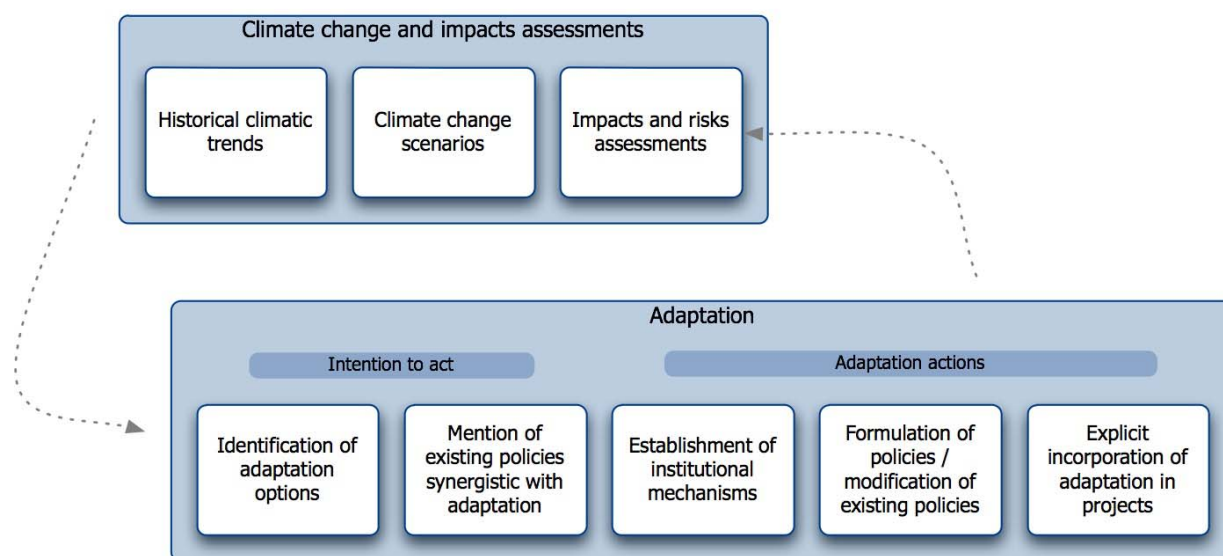 Climate change and impacts assessments
Historical climatic
trends
Climate change
scenarios
Impacts and risks
assessments
Adaptation
Intention to act
Adaptation actions
Identification of
adaptation
options
Mention of
existing policies
synergistic with
adaptation
Establishment of
institutional
mechanisms
Formulation of
policies /
modification of
existing policies
Explicit
incorporation of
adaptation in
projects